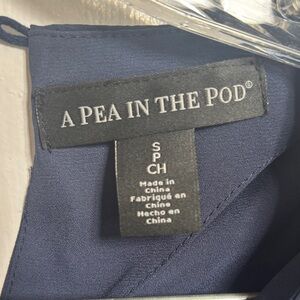 A PEA IN THE POD®
S
P
CH
Made in
China
Fabriqué en
Chine
Hecho en
China